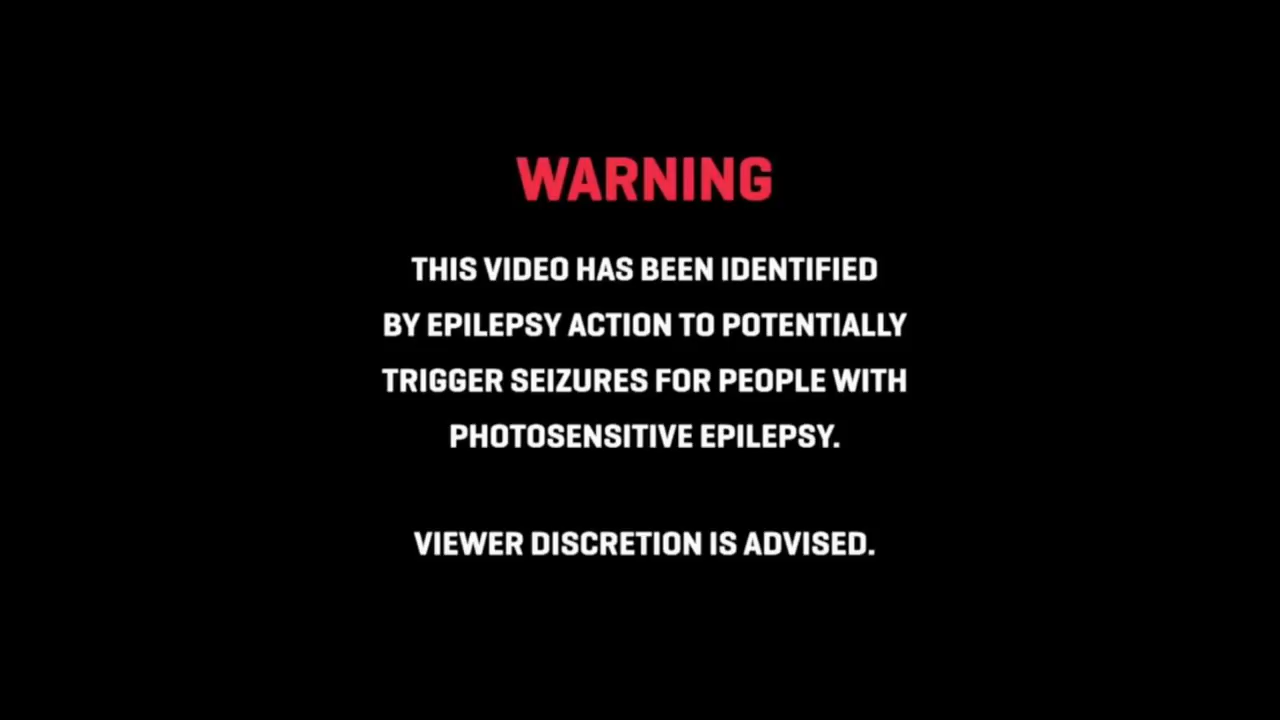 WARNING
THIS VIDEO HAS BEEN IDENTIFIED
BY EPILEPSY ACTION TO POTENTIALLY
TRIGGER SEIZURES FOR PEOPLE WITH
PHOTOSENSITIVE EPILEPSY.
VIEWER DISCRETION IS ADVISED.